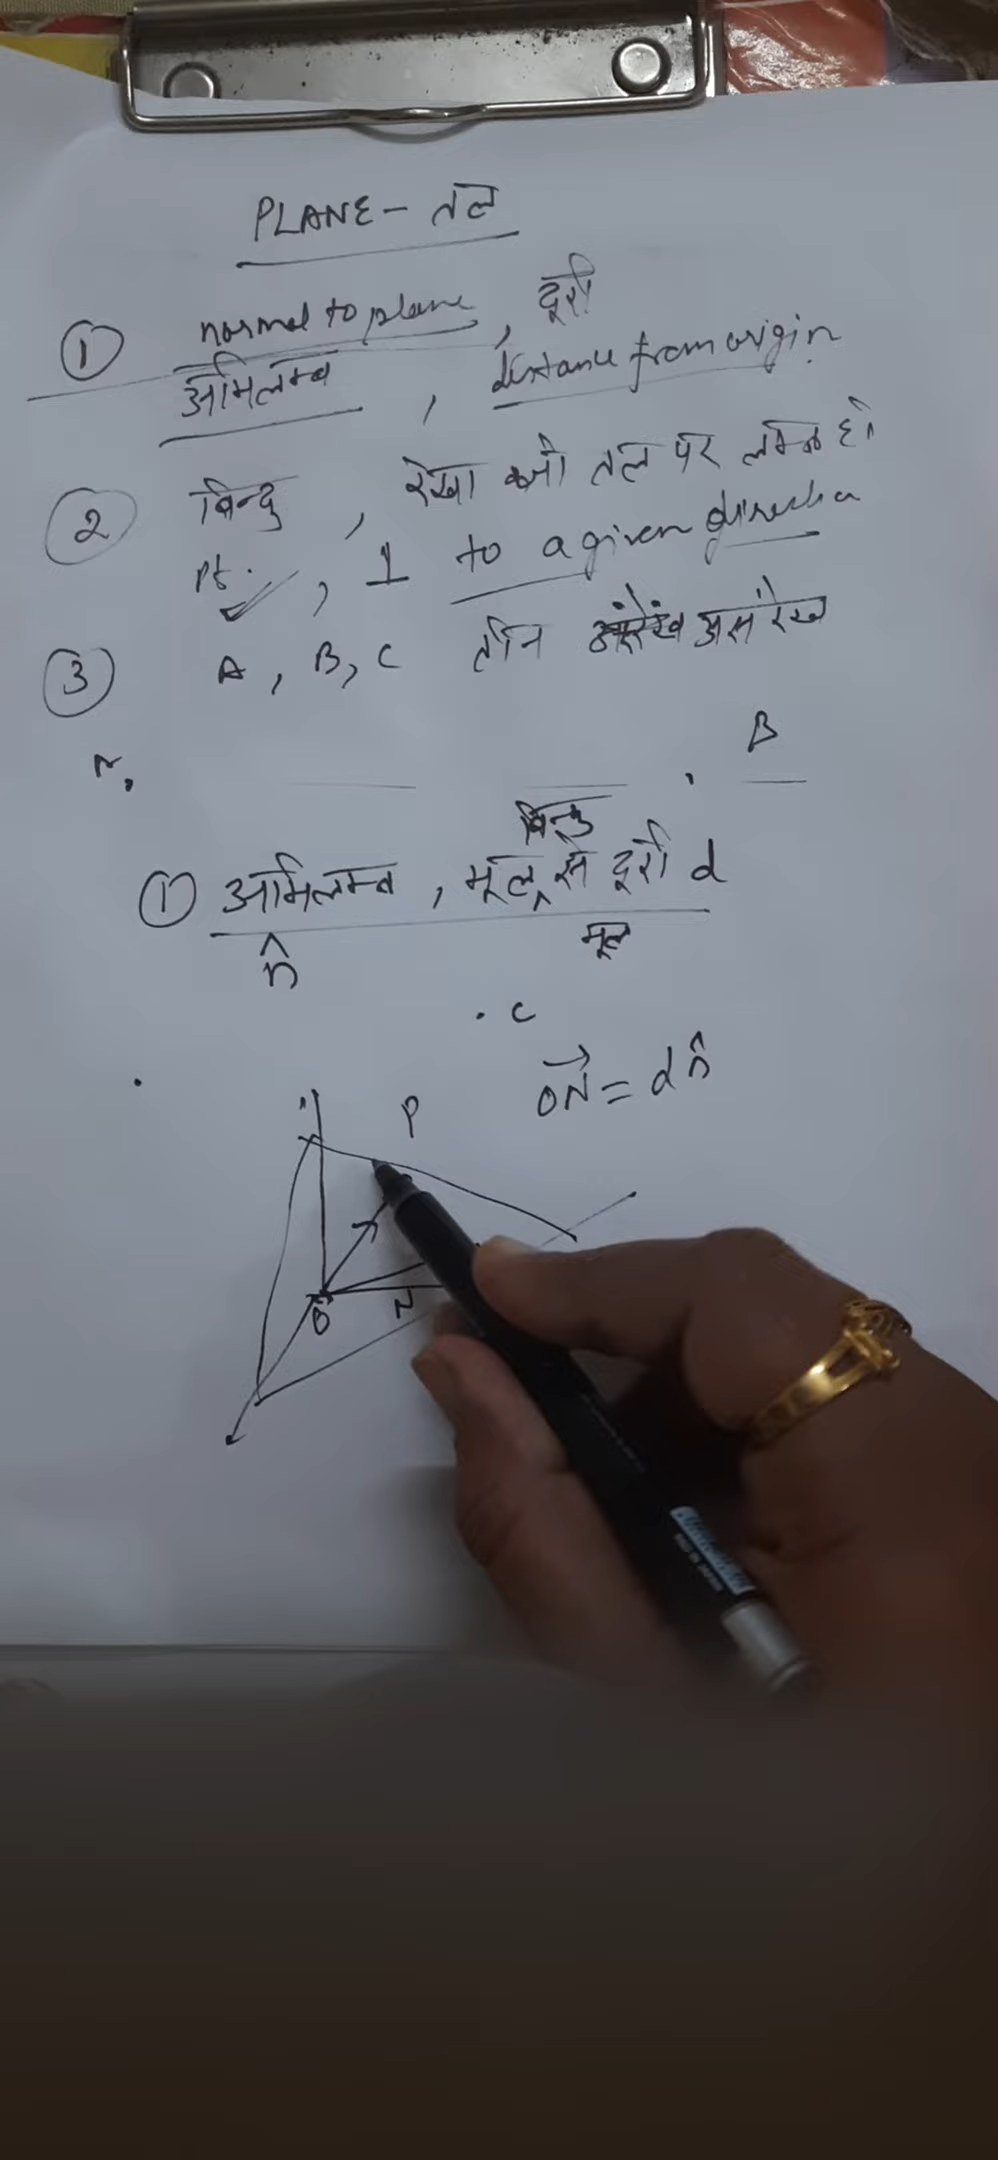 PLANE - तल
① normal to plane, दूरी
अभिलम्ब, distance from origin
② बिन्दु, रेखा जो तल पर लम्ब हो
Pt. ✓, ⊥ to a given direction
③ A, B, C तीन असंरेख
B
बिन्दु
① अभिलम्ब, मूल ‸ से दूरी d
n̂ मूल
. C
ON⃗ = d n̂
P
O N